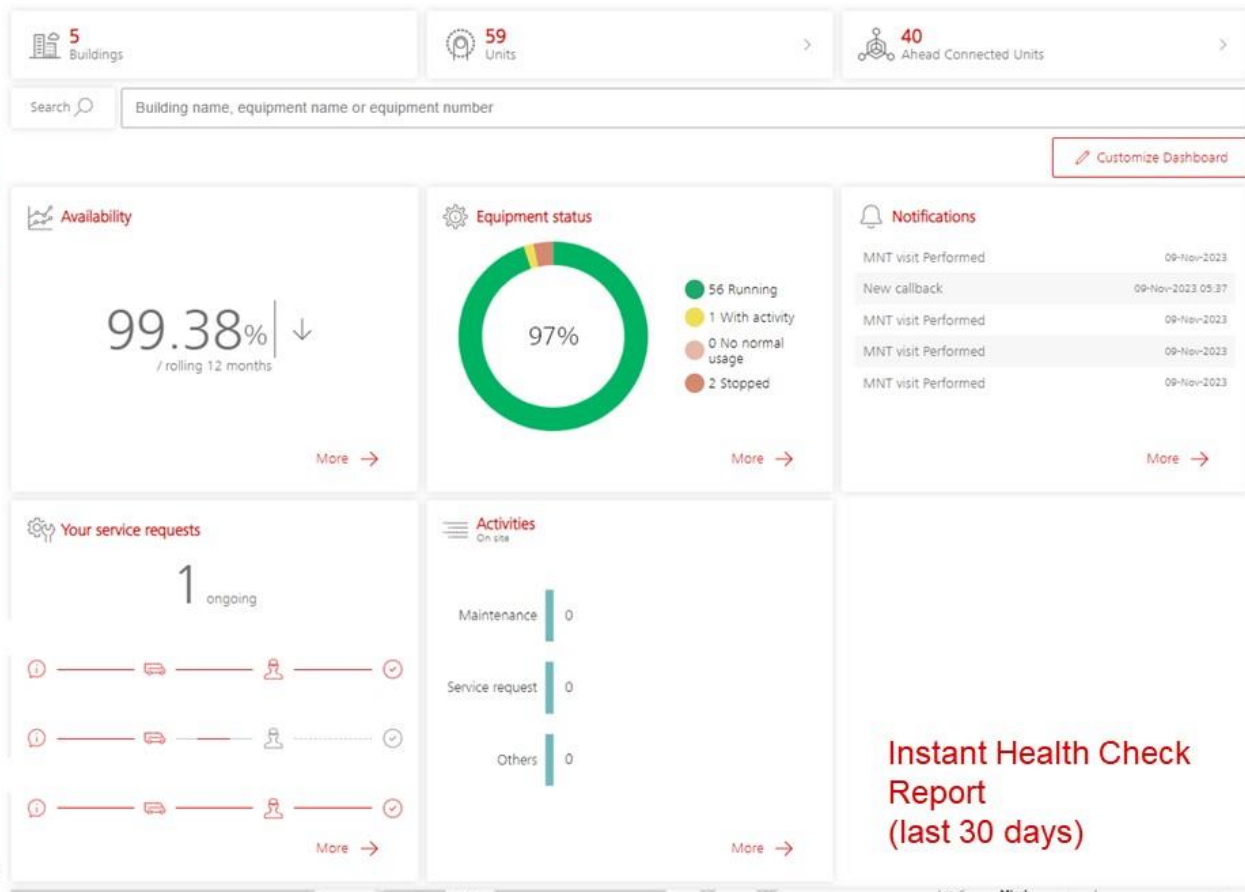 5
Buildings
59
Units
40
Ahead Connected Units
Search
Building name, equipment name or equipment number
Customize Dashboard
Availability
99.38%
/ rolling 12 months
More
Equipment status
97%
56 Running
1 With activity
0 No normal
usage
2 Stopped
More
Notifications
MNT visit Performed 09-Nov-2023
New callback 09-Nov-2023 05:37
MNT visit Performed 09-Nov-2023
MNT visit Performed 09-Nov-2023
MNT visit Performed 09-Nov-2023
More
Your service requests
1 ongoing
More
Activities
On site
Maintenance 0
Service request 0
Others 0
More
Instant Health Check
Report
(last 30 days)